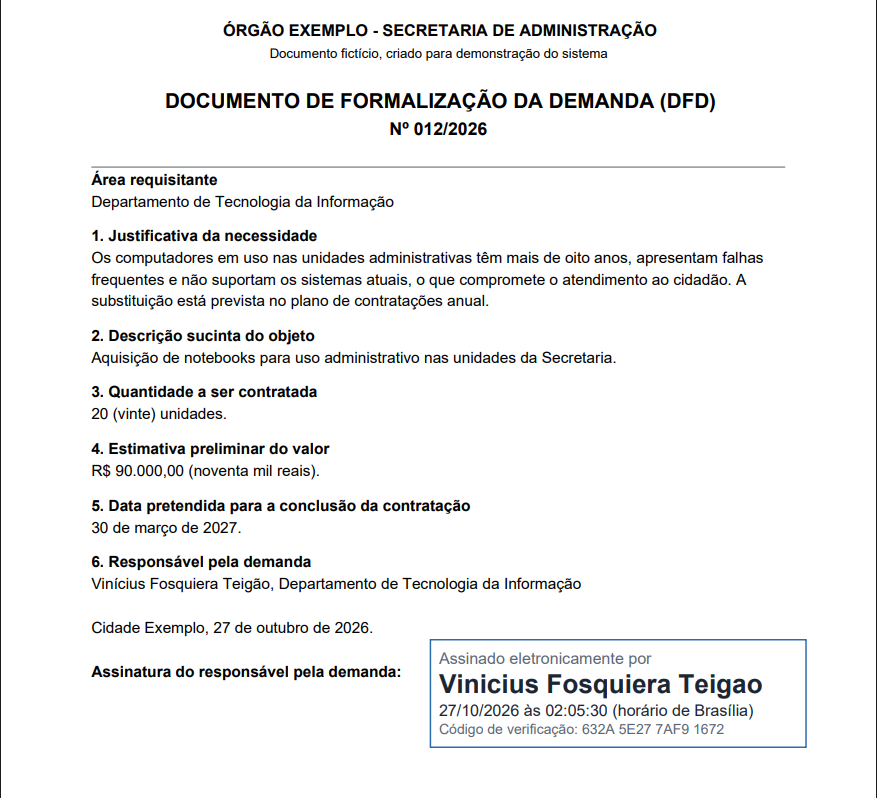 ÓRGÃO EXEMPLO - SECRETARIA DE ADMINISTRAÇÃO
Documento fictício, criado para demonstração do sistema
DOCUMENTO DE FORMALIZAÇÃO DA DEMANDA (DFD)
Nº 012/2026
Área requisitante
Departamento de Tecnologia da Informação
1. Justificativa da necessidade
Os computadores em uso nas unidades administrativas têm mais de oito anos, apresentam falhas
frequentes e não suportam os sistemas atuais, o que compromete o atendimento ao cidadão. A
substituição está prevista no plano de contratações anual.
2. Descrição sucinta do objeto
Aquisição de notebooks para uso administrativo nas unidades da Secretaria.
3. Quantidade a ser contratada
20 (vinte) unidades.
4. Estimativa preliminar do valor
R$ 90.000,00 (noventa mil reais).
5. Data pretendida para a conclusão da contratação
30 de março de 2027.
6. Responsável pela demanda
Vinícius Fosquiera Teigão, Departamento de Tecnologia da Informação
Cidade Exemplo, 27 de outubro de 2026.
Assinatura do responsável pela demanda:
Assinado eletronicamente por
Vinicius Fosquiera Teigao
27/10/2026 às 02:05:30 (horário de Brasília)
Código de verificação: 632A 5E27 7AF9 1672